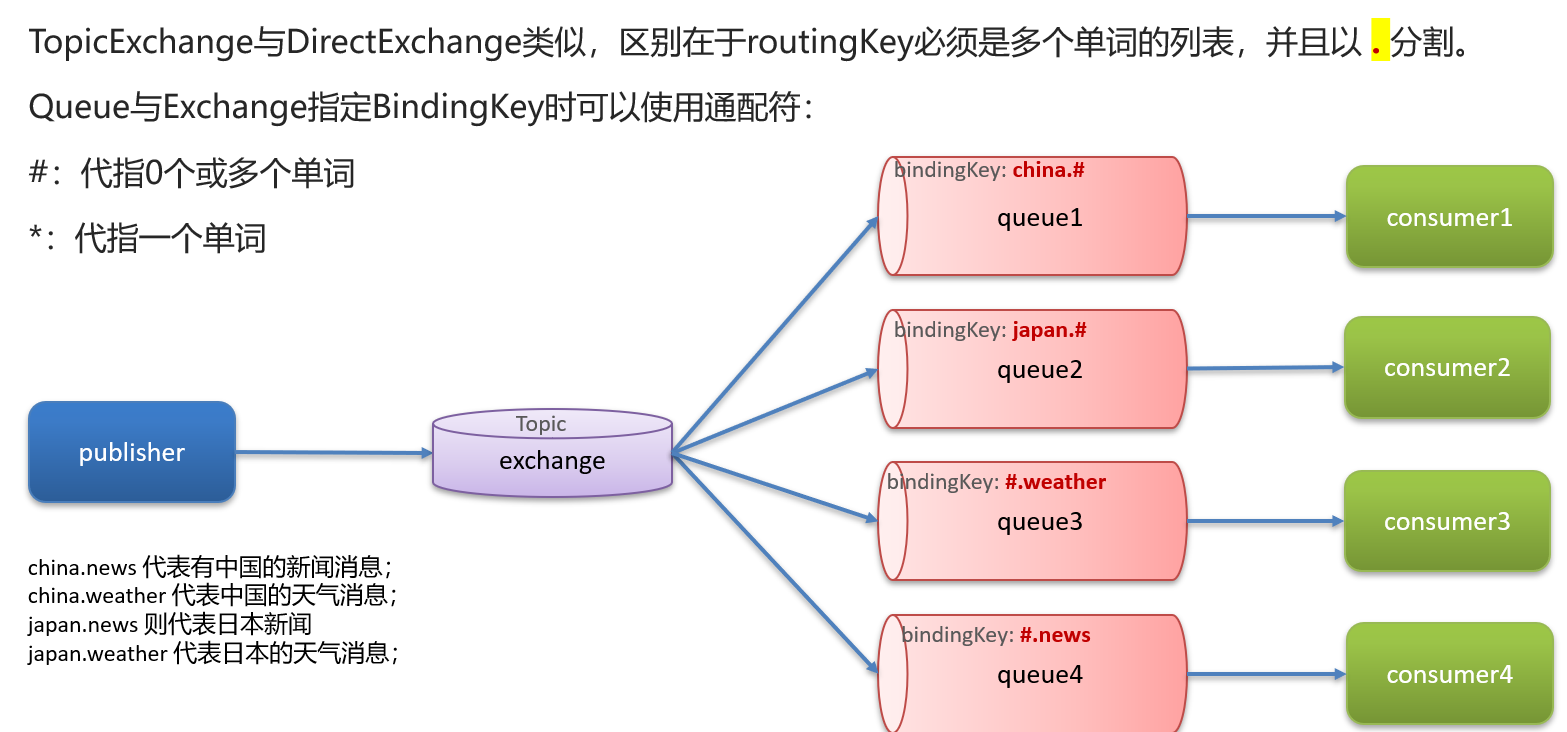 TopicExchange与DirectExchange类似，区别在于routingKey必须是多个单词的列表，并且以 . 分割。
Queue与Exchange指定BindingKey时可以使用通配符：
#：代指0个或多个单词
*：代指一个单词
bindingKey: china.#
queue1
consumer1
bindingKey: japan.#
queue2
consumer2
publisher
Topic
exchange
bindingKey: #.weather
queue3
consumer3
china.news 代表有中国的新闻消息；
china.weather 代表中国的天气消息；
japan.news 则代表日本新闻
japan.weather 代表日本的天气消息；
bindingKey: #.news
queue4
consumer4